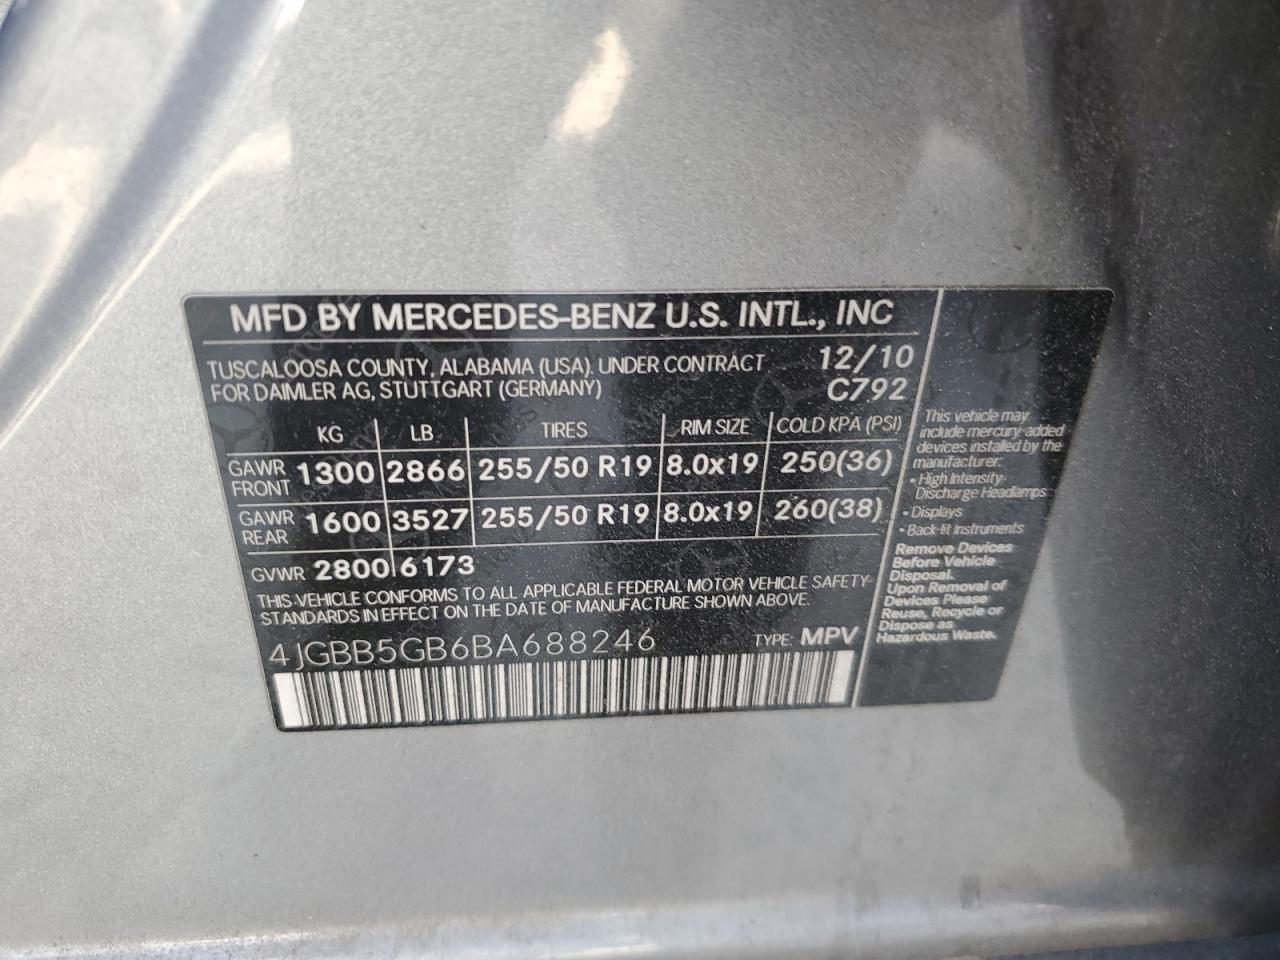 MFD BY MERCEDES-BENZ U.S. INTL., INC
TUSCALOOSA COUNTY, ALABAMA (USA). UNDER CONTRACT 12/10
FOR DAIMLER AG, STUTTGART (GERMANY) C792
KG LB TIRES RIM SIZE COLD KPA (PSI)
GAWR FRONT 1300 2866 255/50 R19 8.0x19 250(36)
GAWR REAR 1600 3527 255/50 R19 8.0x19 260(38)
GVWR 2800 6173
THIS VEHICLE CONFORMS TO ALL APPLICABLE FEDERAL MOTOR VEHICLE SAFETY
STANDARDS IN EFFECT ON THE DATE OF MANUFACTURE SHOWN ABOVE.
4JGBB5GB6BA688246 TYPE: MPV
This vehicle may
include mercury-added
devices installed by the
manufacturer:
• High Intensity
Discharge Headlamps
• Displays
• Back-lit Instruments
Remove Devices
Before Vehicle
Disposal.
Upon Removal of
Devices Please
Reuse, Recycle or
Dispose as
Hazardous Waste.